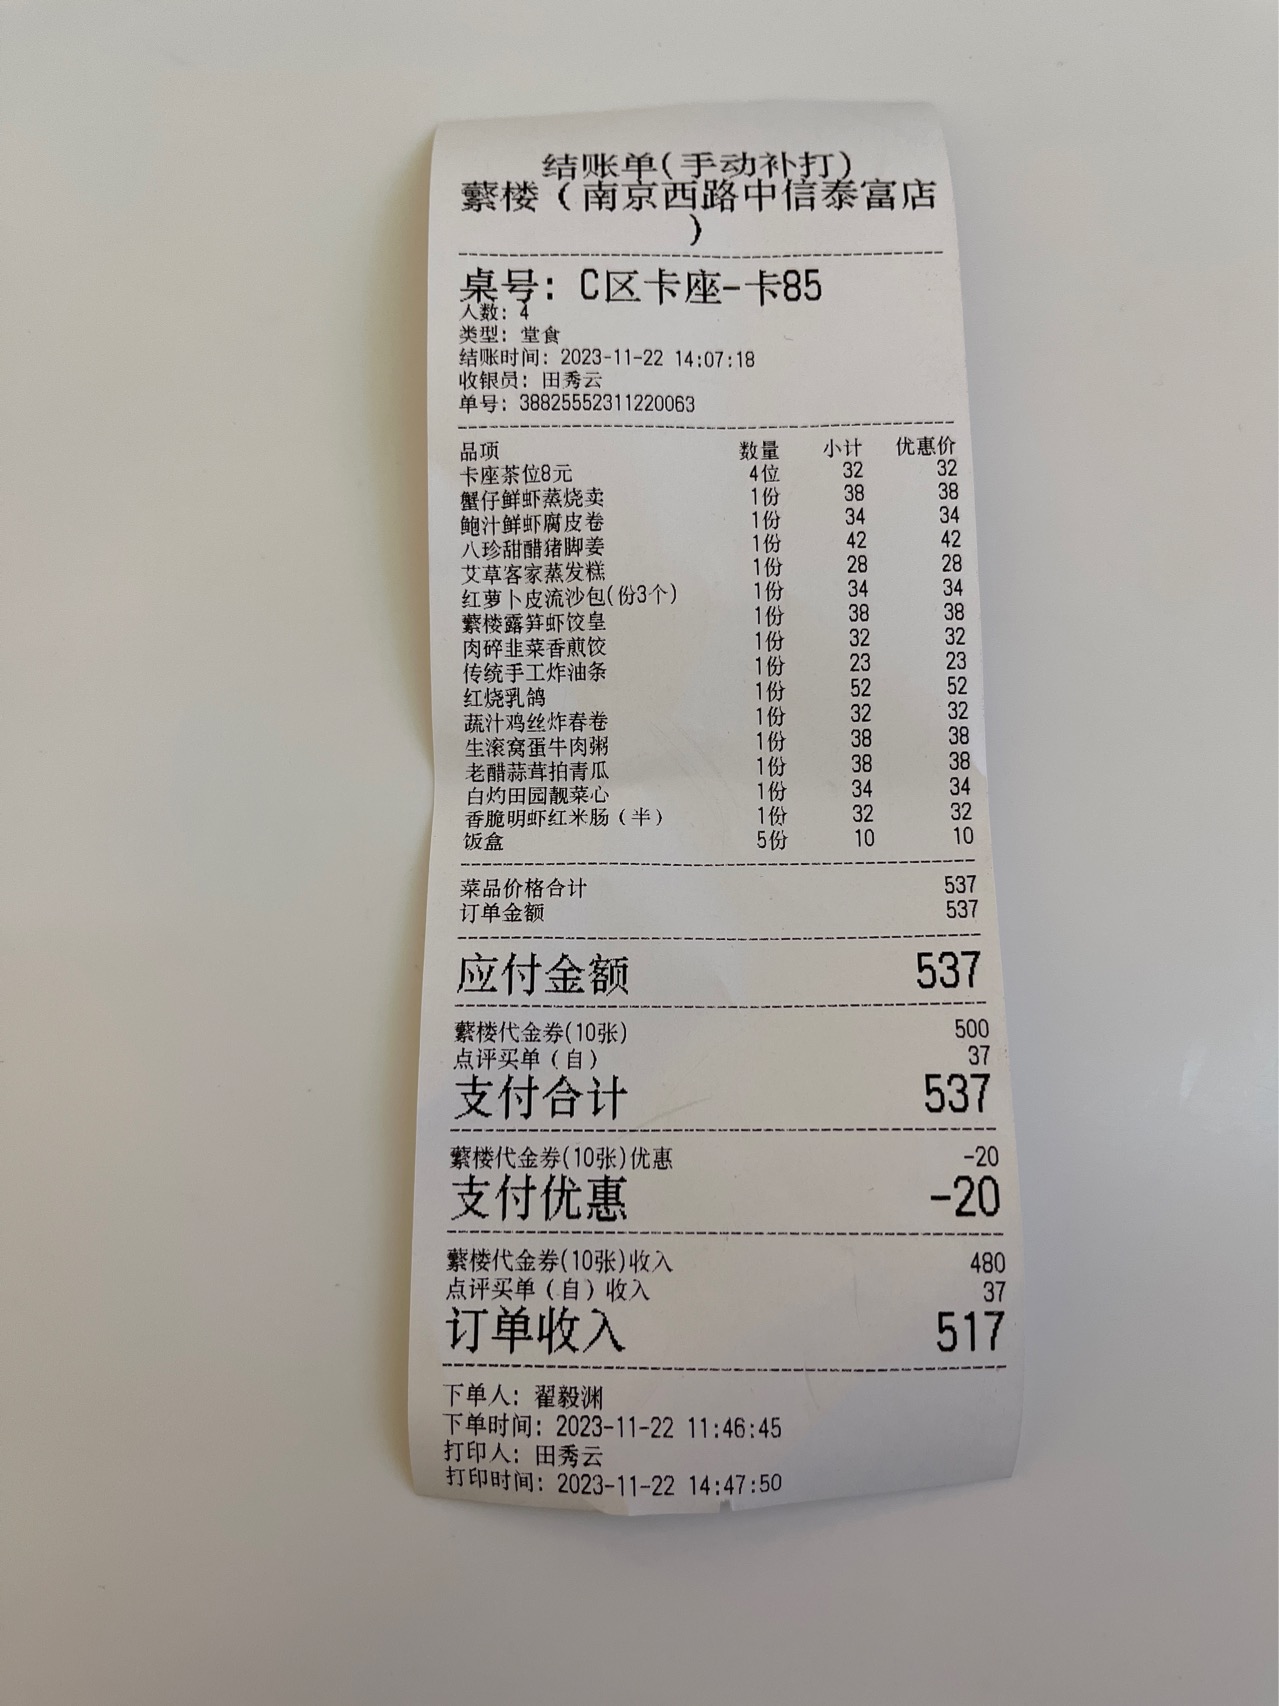 结账单(手动补打)
蘩楼（南京西路中信泰富店
）
桌号: C区卡座-卡85
人数: 4
类型: 堂食
结账时间: 2023-11-22 14:07:18
收银员: 田秀云
单号: 38825552311220063
品项 数量 小计 优惠价
卡座茶位8元 4位 32 32
蟹仔鲜虾蒸烧卖 1份 38 38
鲍汁鲜虾腐皮卷 1份 34 34
八珍甜醋猪脚姜 1份 42 42
艾草客家蒸发糕 1份 28 28
红萝卜皮流沙包(份3个) 1份 34 34
蘩楼露笋虾饺皇 1份 38 38
肉碎韭菜香煎饺 1份 32 32
传统手工炸油条 1份 23 23
红烧乳鸽 1份 52 52
蔬汁鸡丝炸春卷 1份 32 32
生滚窝蛋牛肉粥 1份 38 38
老醋蒜茸拍青瓜 1份 38 38
白灼田园靓菜心 1份 34 34
香脆明虾红米肠（半） 1份 32 32
饭盒 5份 10 10
菜品价格合计 537
订单金额 537
应付金额 537
蘩楼代金券(10张) 500
点评买单（自） 37
支付合计 537
蘩楼代金券(10张)优惠 -20
支付优惠 -20
蘩楼代金券(10张)收入 480
点评买单（自）收入 37
订单收入 517
下单人: 翟毅渊
下单时间: 2023-11-22 11:46:45
打印人: 田秀云
打印时间: 2023-11-22 14:47:50